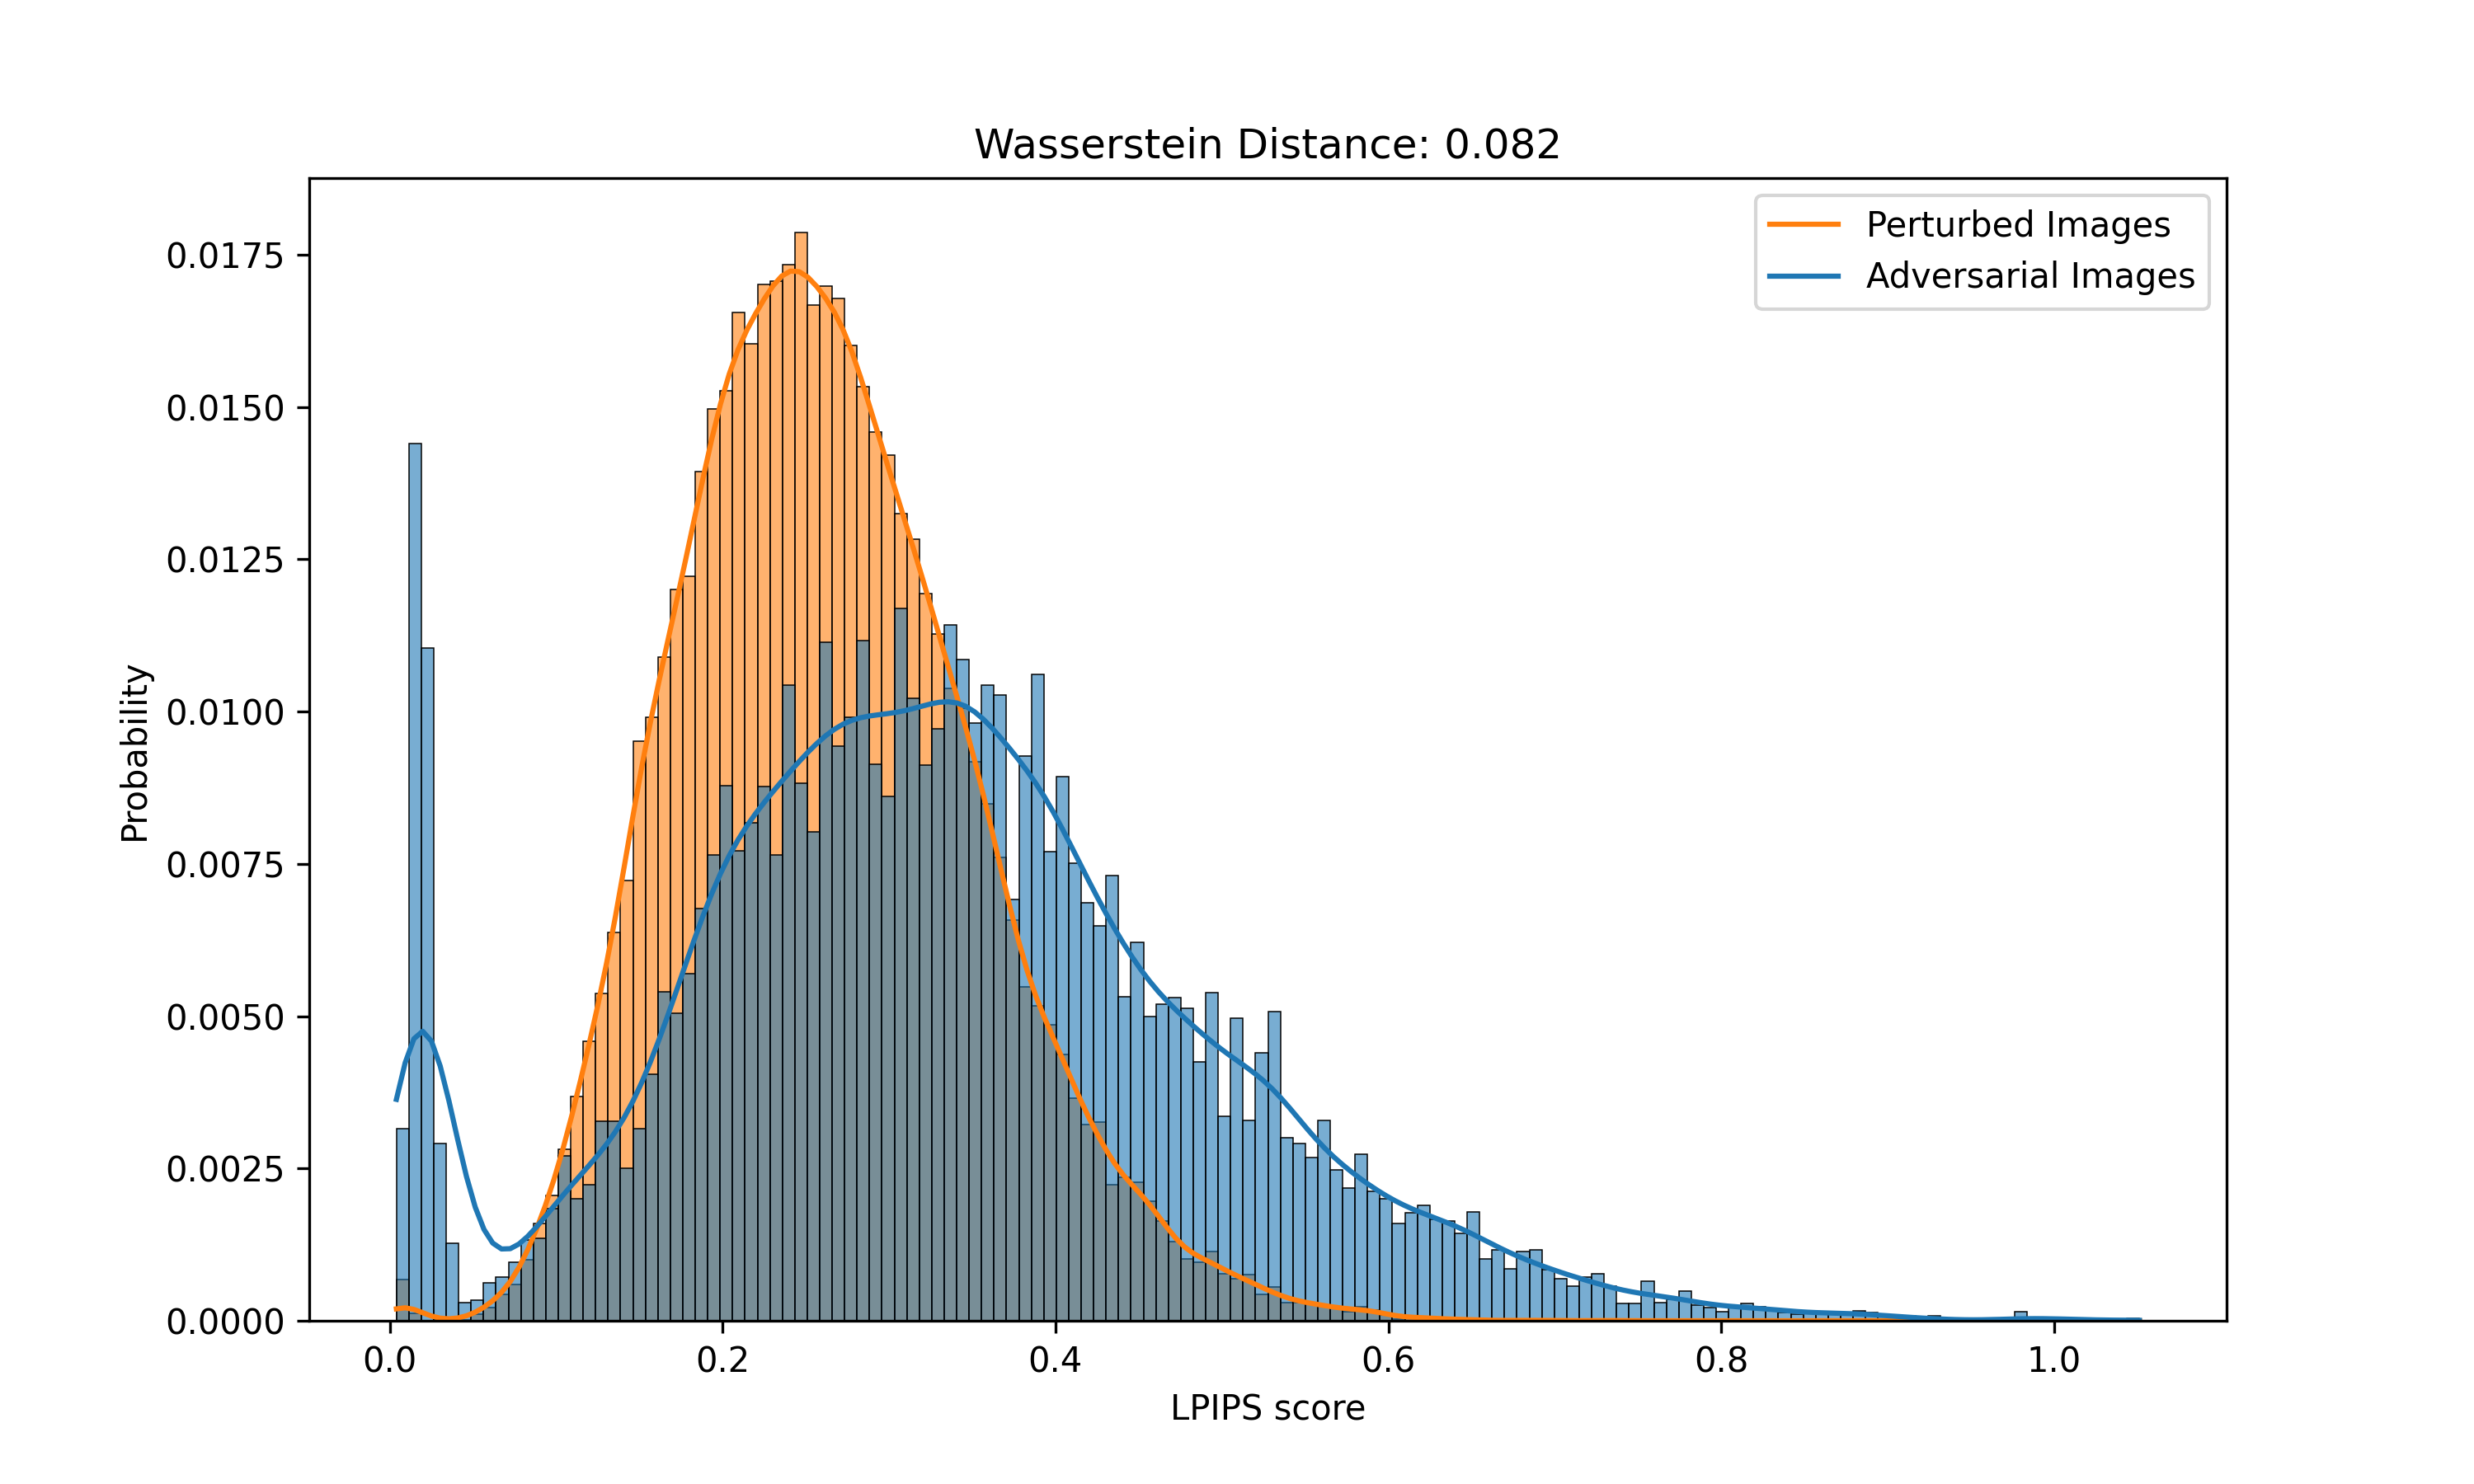 Wasserstein Distance: 0.082
Perturbed Images
Adversarial Images
0.0175
0.0150
0.0125
0.0100
0.0075
0.0050
0.0025
0.0000
Probability
0.0 0.2 0.4 0.6 0.8 1.0
LPIPS score